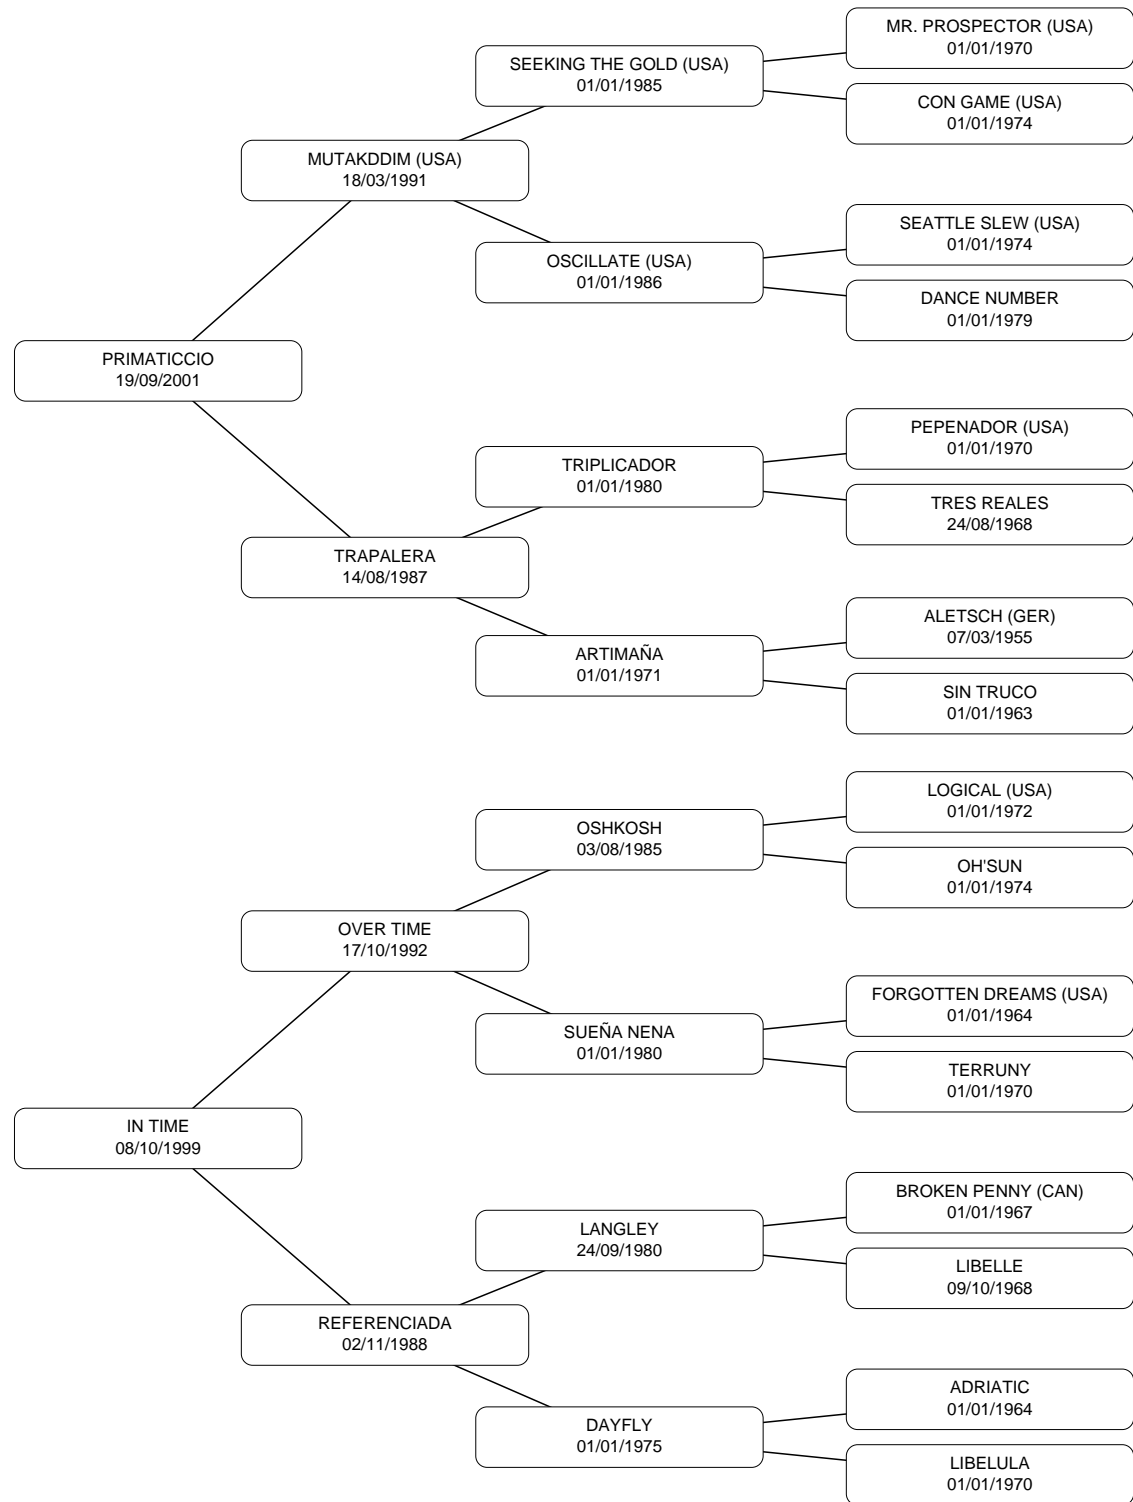 MR. PROSPECTOR (USA)
01/01/1970
SEEKING THE GOLD (USA)
01/01/1985
CON GAME (USA)
01/01/1974
MUTAKDDIM (USA)
18/03/1991
SEATTLE SLEW (USA)
01/01/1974
OSCILLATE (USA)
01/01/1986
DANCE NUMBER
01/01/1979
PRIMATICCIO
19/09/2001
PEPENADOR (USA)
01/01/1970
TRIPLICADOR
01/01/1980
TRES REALES
24/08/1968
TRAPALERA
14/08/1987
ALETSCH (GER)
07/03/1955
ARTIMAÑA
01/01/1971
SIN TRUCO
01/01/1963
LOGICAL (USA)
01/01/1972
OSHKOSH
03/08/1985
OH'SUN
01/01/1974
OVER TIME
17/10/1992
FORGOTTEN DREAMS (USA)
01/01/1964
SUEÑA NENA
01/01/1980
TERRUNY
01/01/1970
IN TIME
08/10/1999
BROKEN PENNY (CAN)
01/01/1967
LANGLEY
24/09/1980
LIBELLE
09/10/1968
REFERENCIADA
02/11/1988
ADRIATIC
01/01/1964
DAYFLY
01/01/1975
LIBELULA
01/01/1970